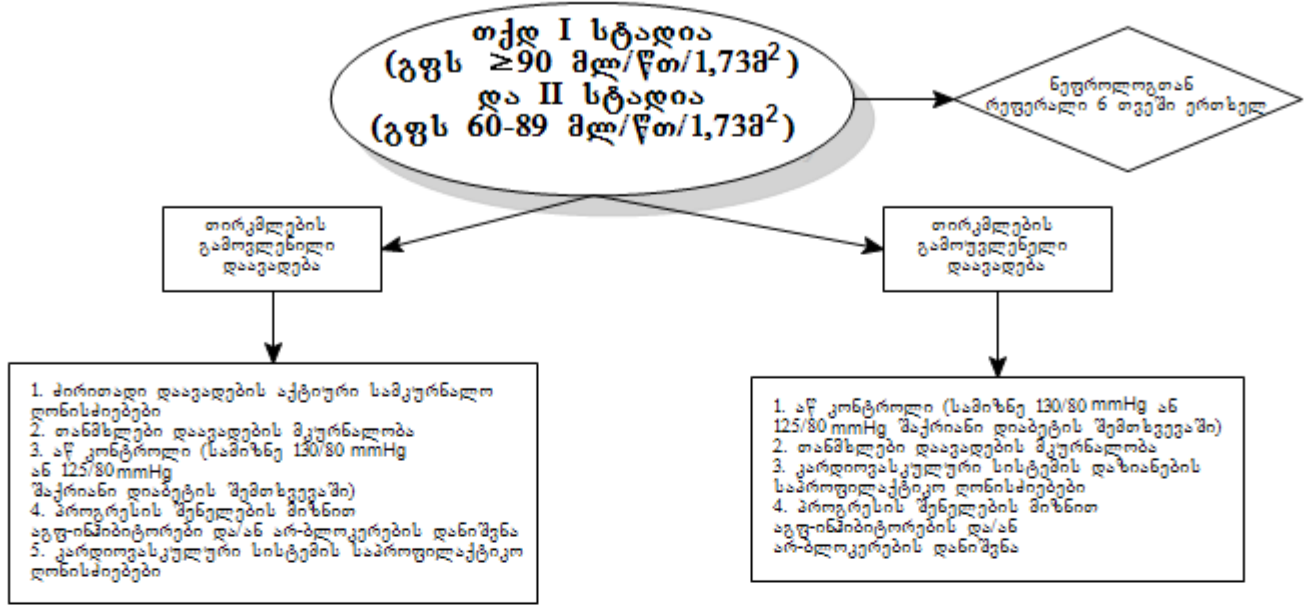 თქდ I სტადია
(გფს ≥90 მლ/წთ/1,73მ²)
და II სტადია
(გფს 60-89 მლ/წთ/1,73მ²)
ნეფროლოგთან
რეფერალი 6 თვეში ერთხელ
თირკმლების
გამოვლენილი
დაავადება
თირკმლების
გამოუვლენელი
დაავადება
1. ძირითადი დაავადების აქტიური სამკურნალო
ღონისძიებები
2. თანმხლები დაავადების მკურნალობა
3. აწ კონტროლი (სამიზნე 130/80 mmHg
ან 125/80 mmHg
შაქრიანი დიაბეტის შემთხვევაში)
4. პროგრესის შენელების მიზნით
აგფ-ინჰიბიტორები და/ან არ-ბლოკერების დანიშვნა
5. კარდიოვასკულური სისტემის საპროფილაქტიკო
ღონისძიებები
1. აწ კონტროლი (სამიზნე 130/80 mmHg ან
125/80 mmHg შაქრიანი დიაბეტის შემთხვევაში)
2. თანმხლები დაავადების მკურნალობა
3. კარდიოვასკულური სისტემის დაზიანების
საპროფილაქტიკო ღონისძიებები
4. პროგრესის შენელების მიზნით
აგფ-ინჰიბიტორების და/ან
არ-ბლოკერების დანიშვნა